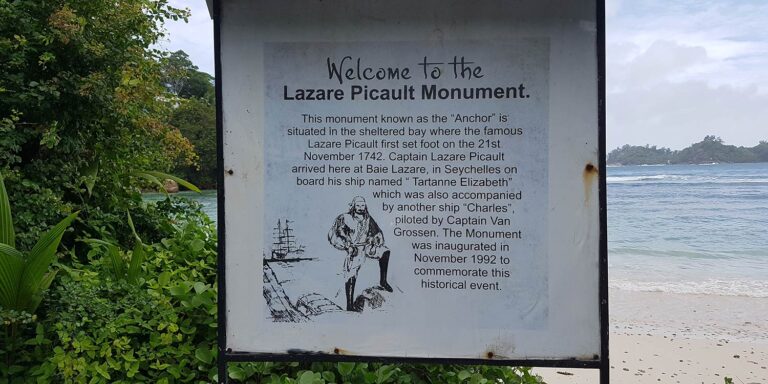 Welcome to the
Lazare Picault Monument.
This monument known as the "Anchor" is
situated in the sheltered bay where the famous
Lazare Picault first set foot on the 21st
November 1742. Captain Lazare Picault
arrived here at Baie Lazare, in Seychelles on
board his ship named " Tartanne Elizabeth"
which was also accompanied
by another ship "Charles",
piloted by Captain Van
Grossen. The Monument
was inaugurated in
November 1992 to
commemorate this
historical event.